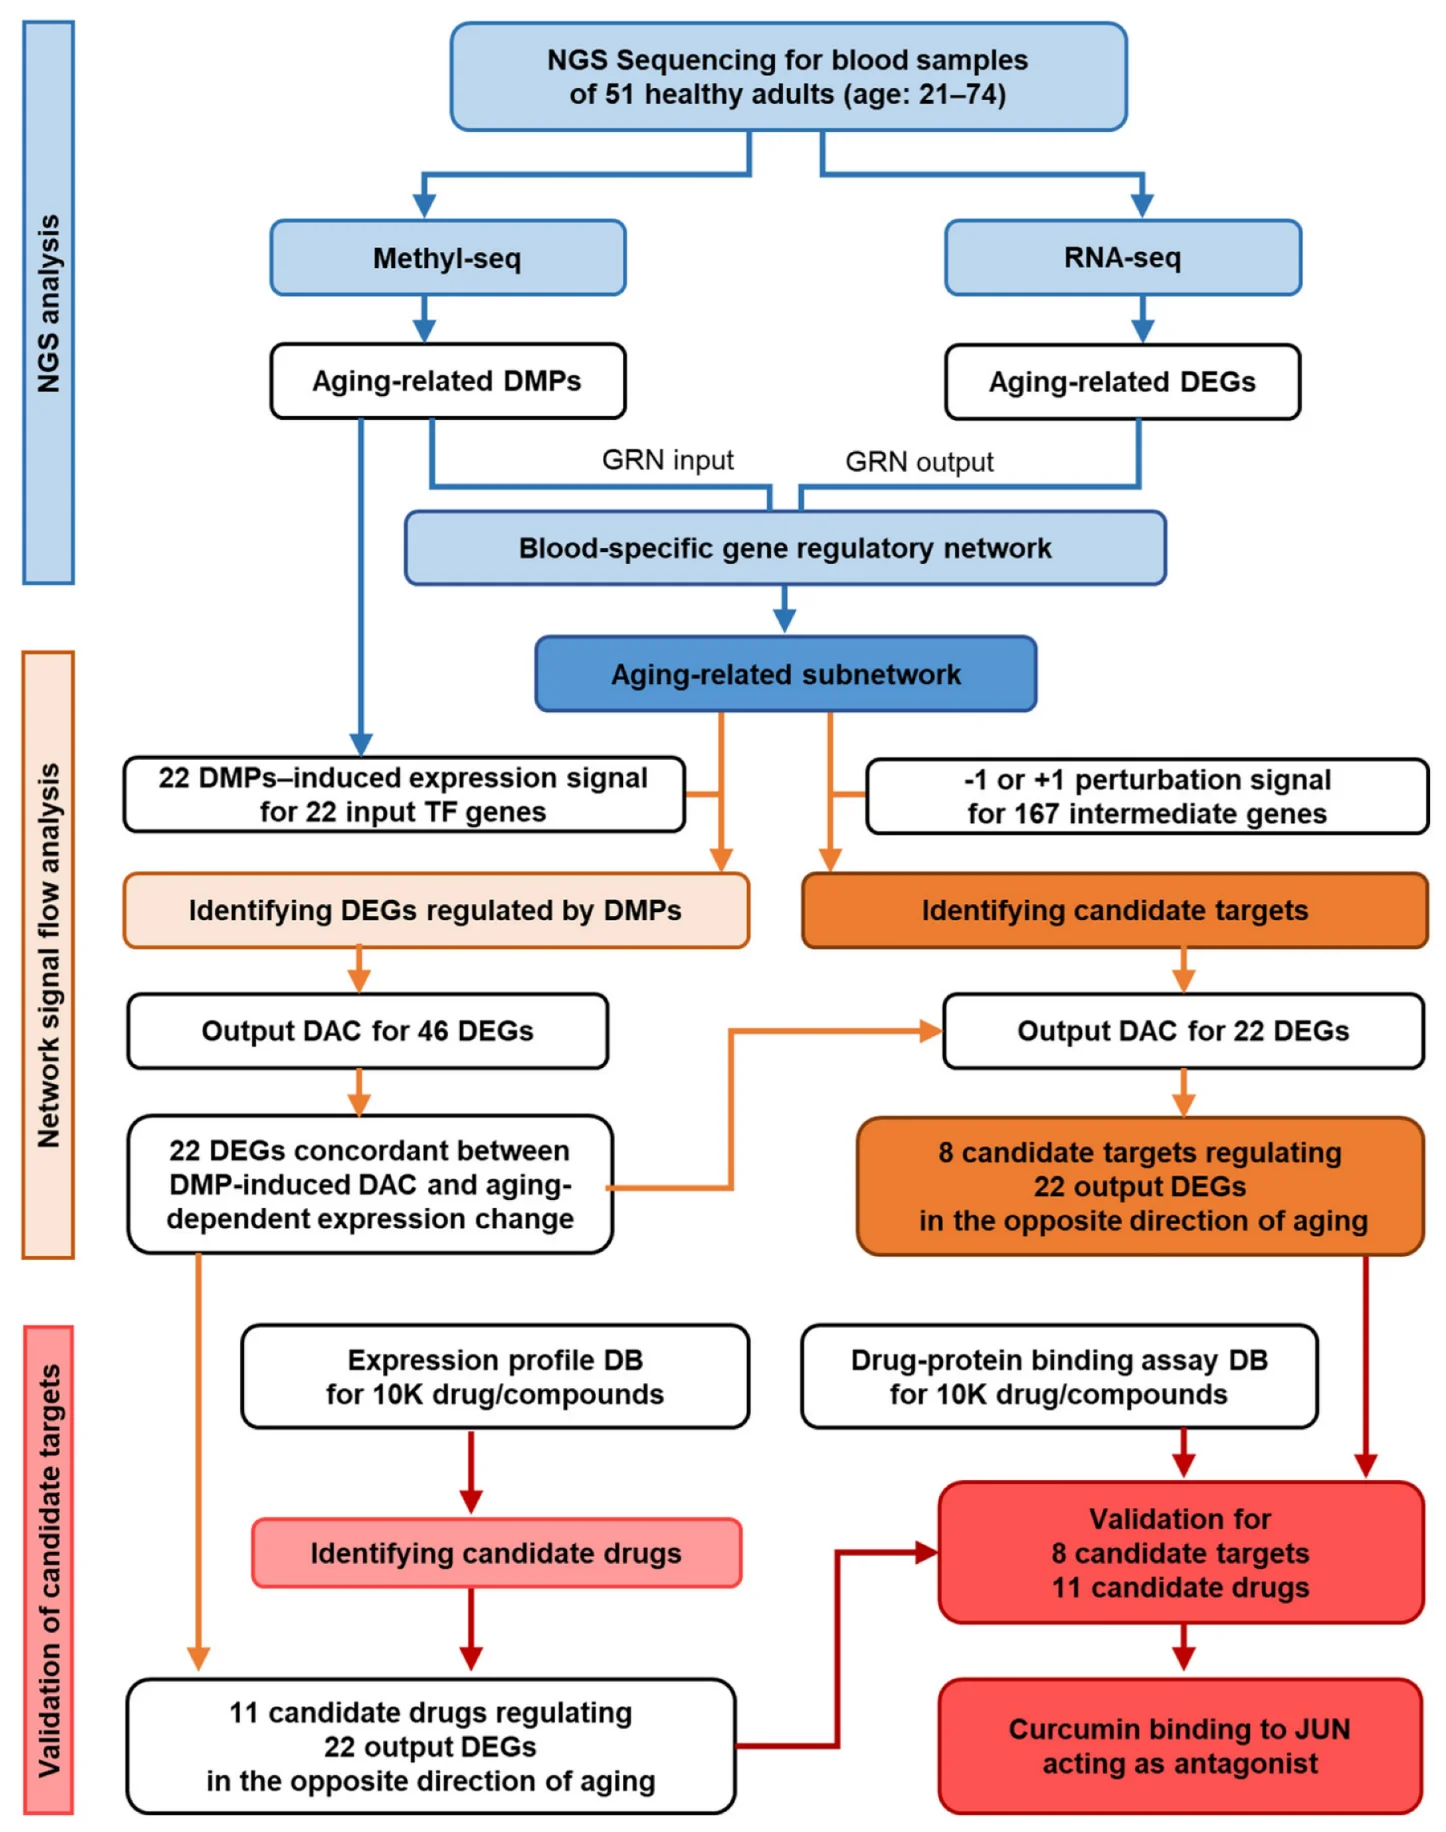 NGS analysis
NGS Sequencing for blood samples
of 51 healthy adults (age: 21–74)
Methyl-seq
RNA-seq
Aging-related DMPs
Aging-related DEGs
GRN input
GRN output
Blood-specific gene regulatory network
Network signal flow analysis
Aging-related subnetwork
22 DMPs–induced expression signal
for 22 input TF genes
-1 or +1 perturbation signal
for 167 intermediate genes
Identifying DEGs regulated by DMPs
Identifying candidate targets
Output DAC for 46 DEGs
Output DAC for 22 DEGs
22 DEGs concordant between
DMP-induced DAC and aging-
dependent expression change
8 candidate targets regulating
22 output DEGs
in the opposite direction of aging
Validation of candidate targets
Expression profile DB
for 10K drug/compounds
Drug-protein binding assay DB
for 10K drug/compounds
Identifying candidate drugs
Validation for
8 candidate targets
11 candidate drugs
11 candidate drugs regulating
22 output DEGs
in the opposite direction of aging
Curcumin binding to JUN
acting as antagonist